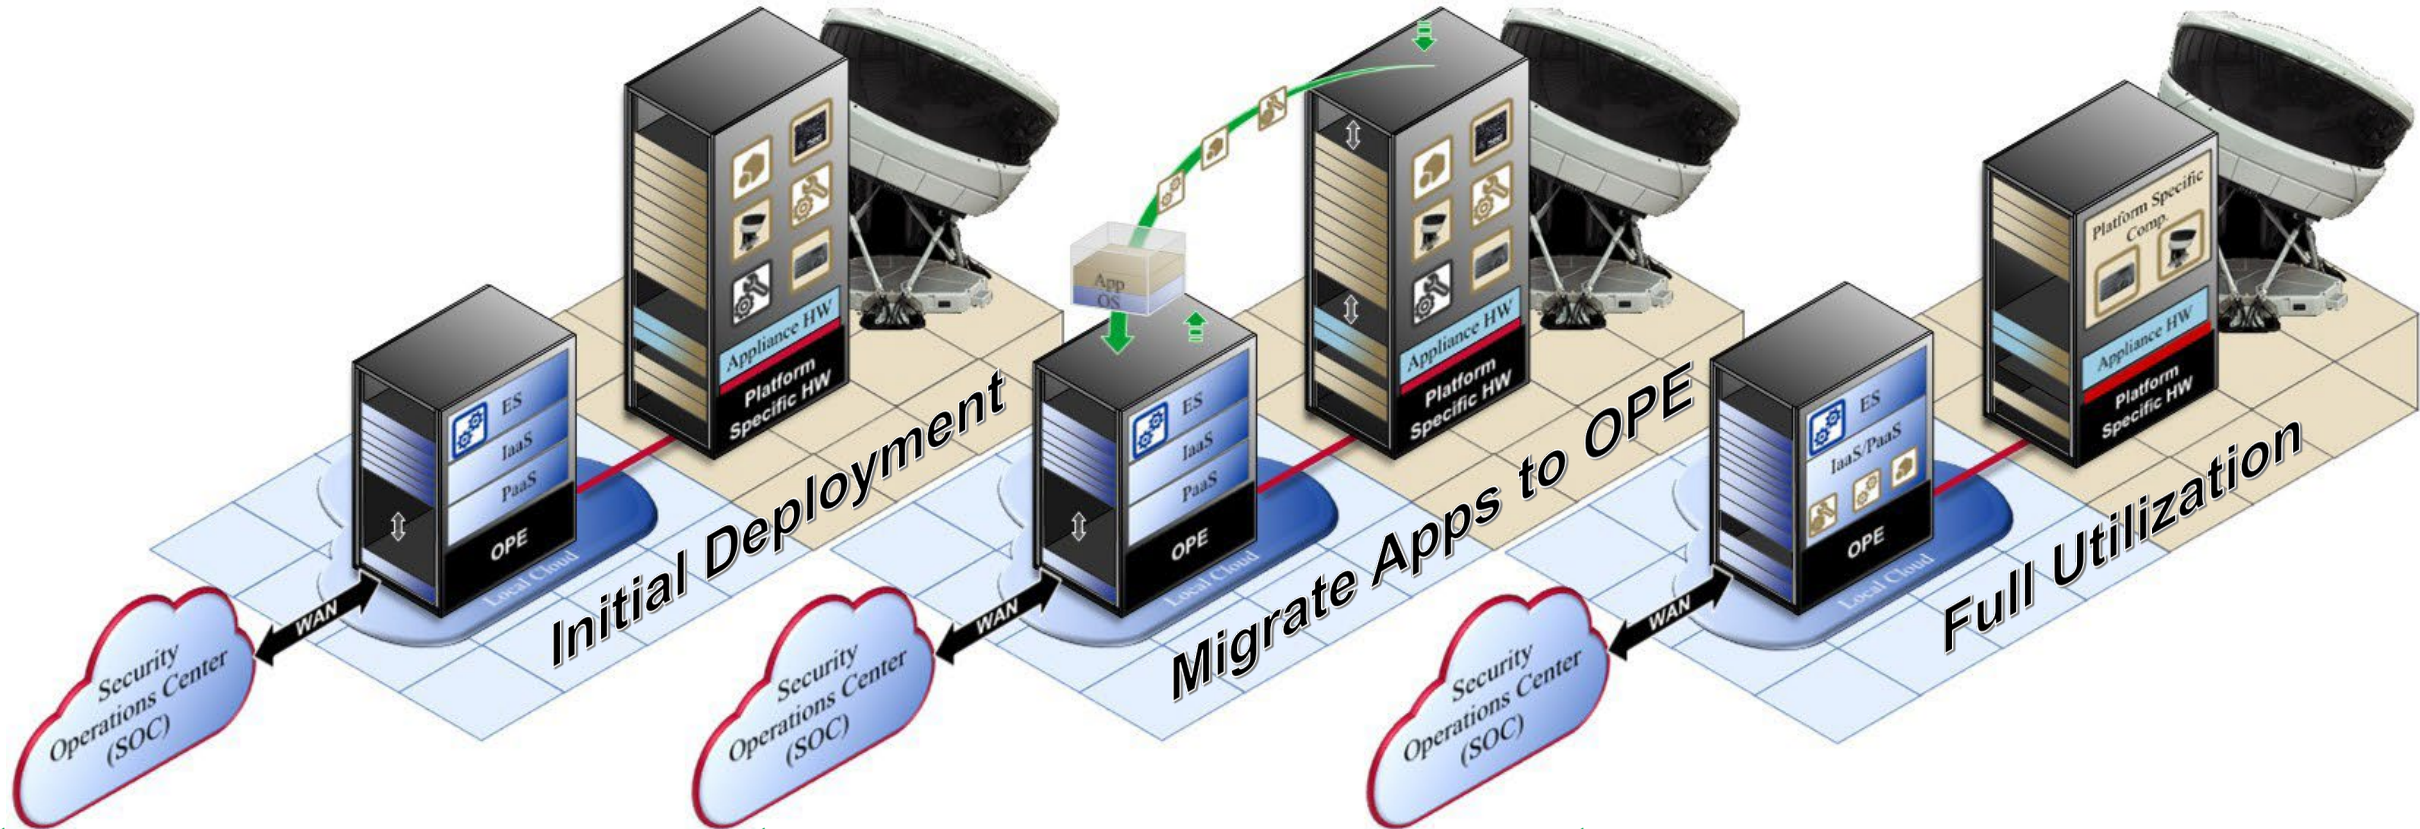 Appliance HW
Platform
Specific HW
ES
IaaS
PaaS
OPE
Local Cloud
WAN
Security
Operations Center
(SOC)
Initial Deployment
App
OS
Appliance HW
Platform
Specific HW
ES
IaaS
PaaS
OPE
Local Cloud
WAN
Security
Operations Center
(SOC)
Migrate Apps to OPE
Platform Specific
Comp.
Appliance HW
Platform
Specific HW
ES
IaaS/PaaS
OPE
Local Cloud
WAN
Security
Operations Center
(SOC)
Full Utilization